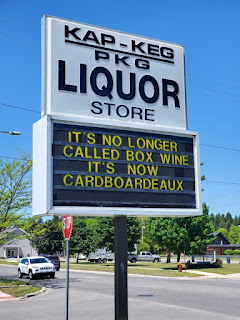 KAP-KEG
PKG
LIQUOR
STORE
IT'S NO LONGER
CALLED BOX WINE
IT'S NOW
CARDBOARDEAUX